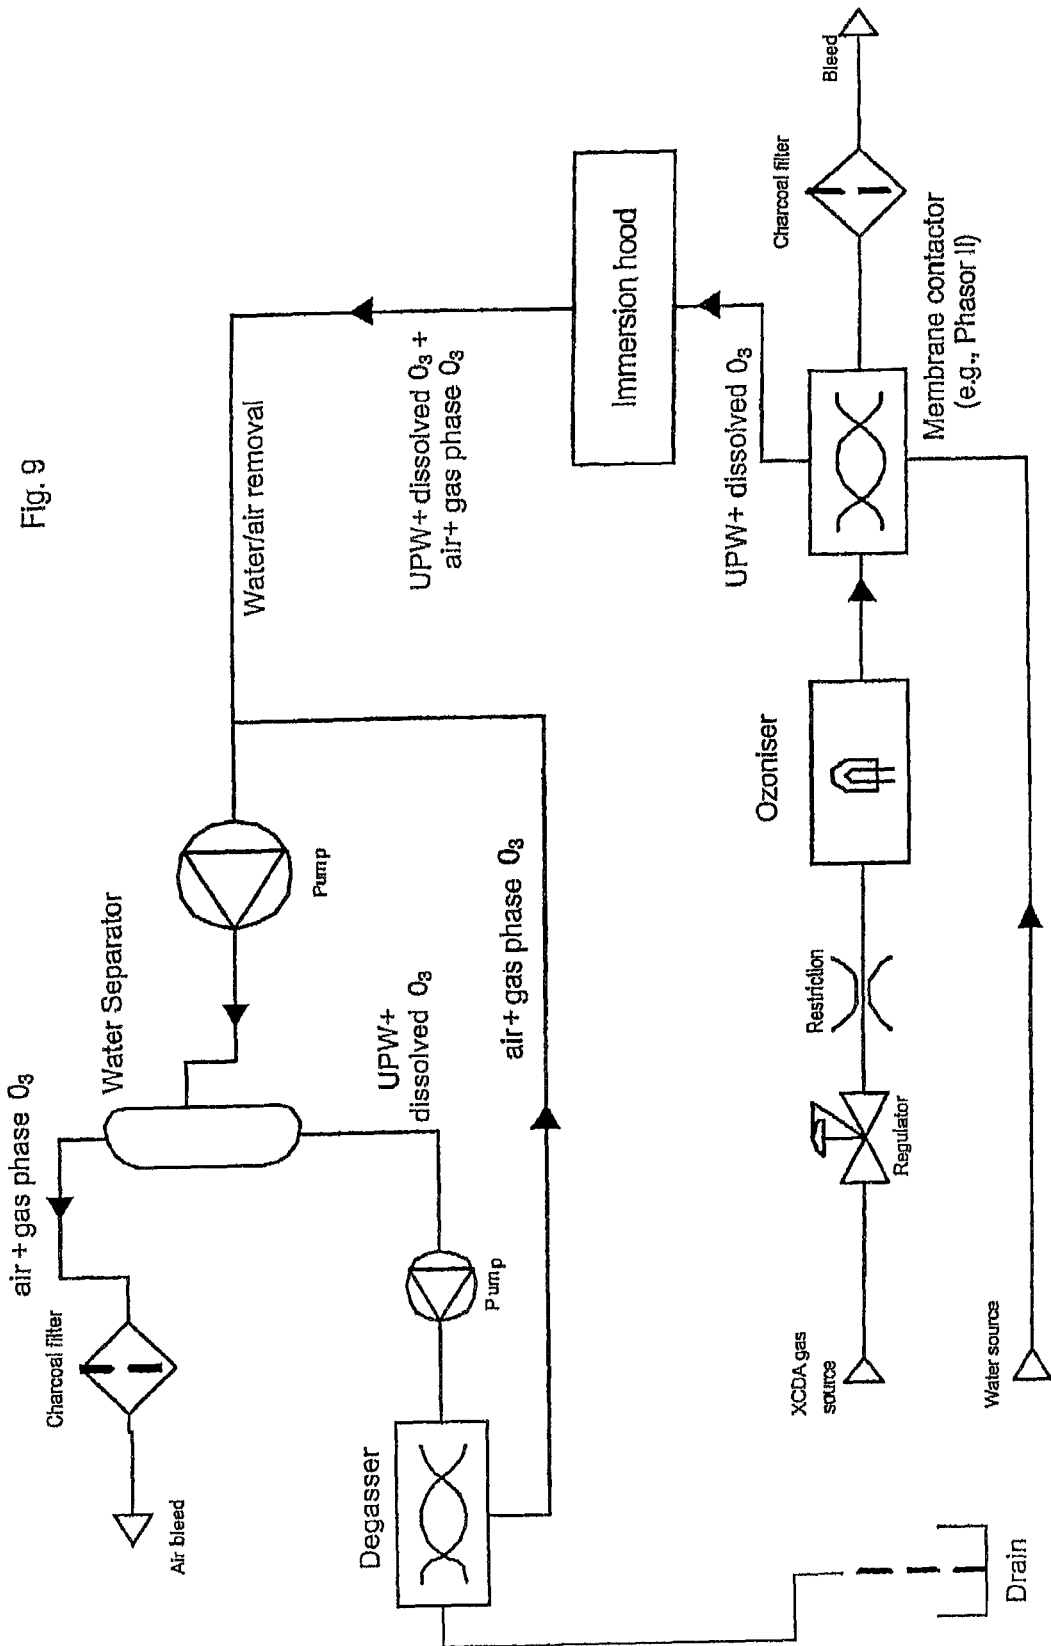 Fig. 9
air + gas phase O₃
Water Separator
Charcoal filter
Air bleed
Pump
Water/air removal
UPW+
dissolved O₃
Pump
Degasser
air+ gas phase O₃
UPW+ dissolved O₃ +
air+ gas phase O₃
Immersion hood
UPW+ dissolved O₃
Drain
XCDA gas
source
Regulator
Restriction
Ozoniser
Membrane contactor
(e.g., Phasor II)
Charcoal filter
Bleed
Water source